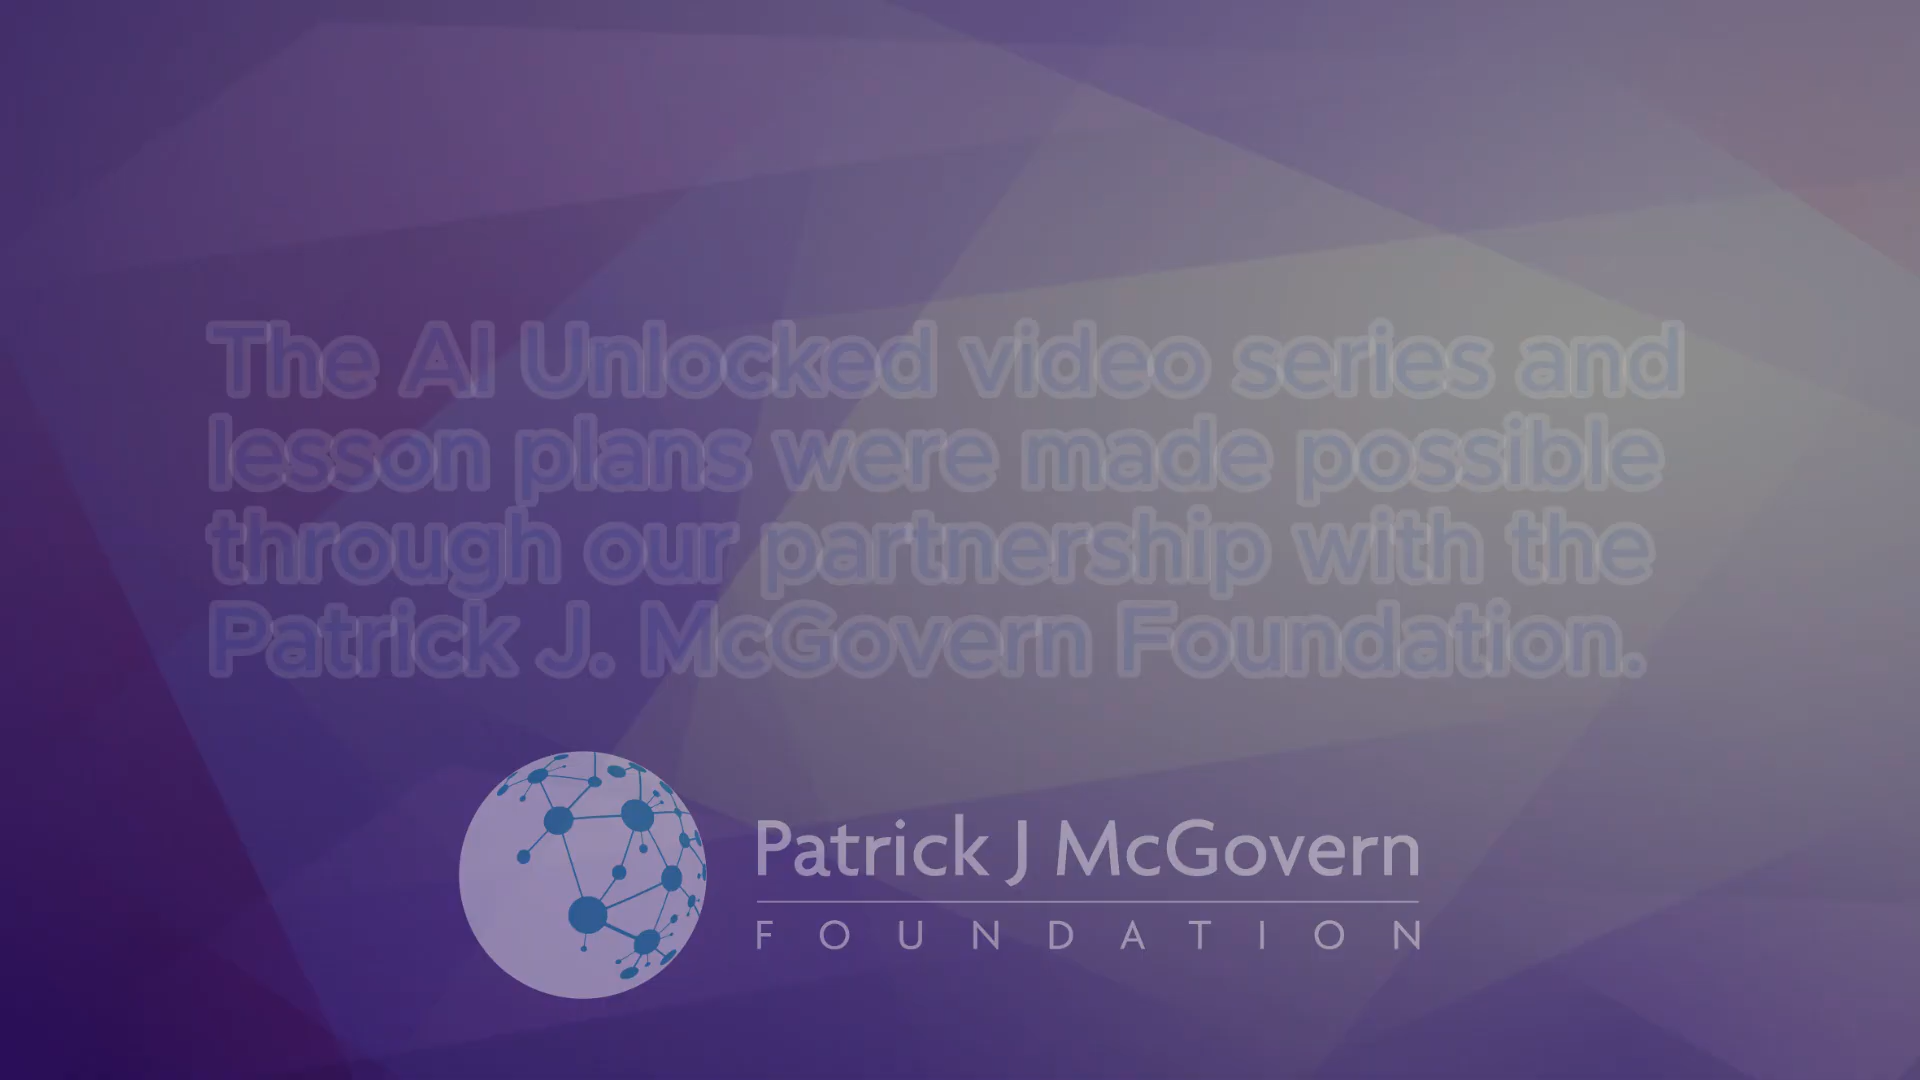 The AI Unlocked video series and
lesson plans were made possible
through our partnership with the
Patrick J. McGovern Foundation.
Patrick J McGovern
FOUNDATION